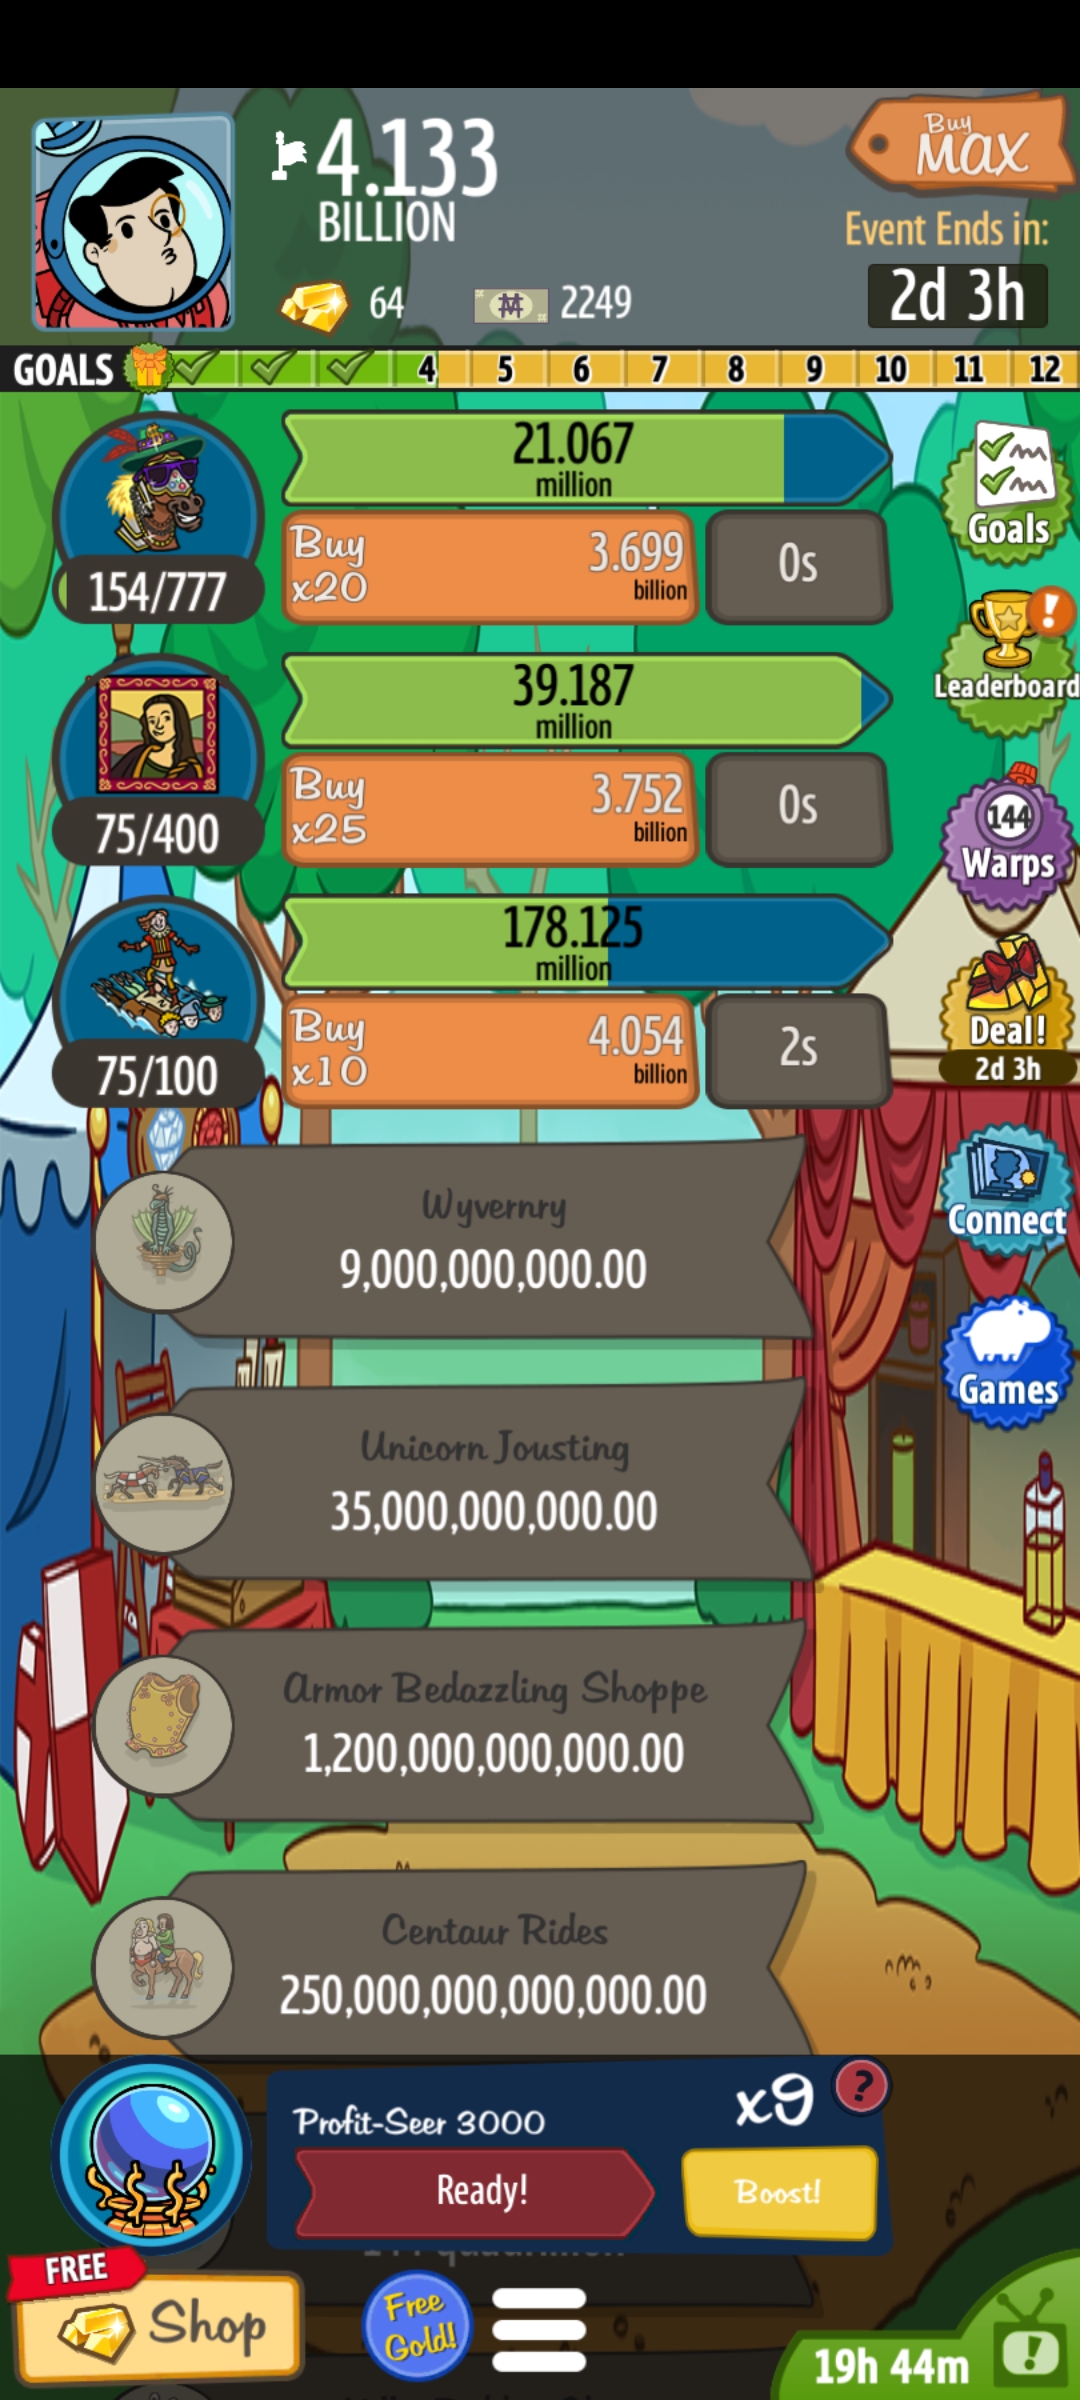 4.133
BILLION
Buy
MAX
Event Ends in:
2d 3h
64
2249
GOALS
4
5
6
7
8
9
10
11
12
21.067
million
154/777
Buy
x20
3.699
billion
0s
Goals
39.187
million
75/400
Buy
x25
3.752
billion
0s
Leaderboard
144
Warps
178.125
million
75/100
Buy
x10
4.054
billion
2s
Deal!
2d 3h
Wyvernry
9,000,000,000.00
Connect
Unicorn Jousting
35,000,000,000.00
Games
Armor Bedazzling Shoppe
1,200,000,000,000.00
Centaur Rides
250,000,000,000,000.00
Profit-Seer 3000
x9
?
Ready!
Boost!
FREE
Shop
Free
Gold!
19h 44m